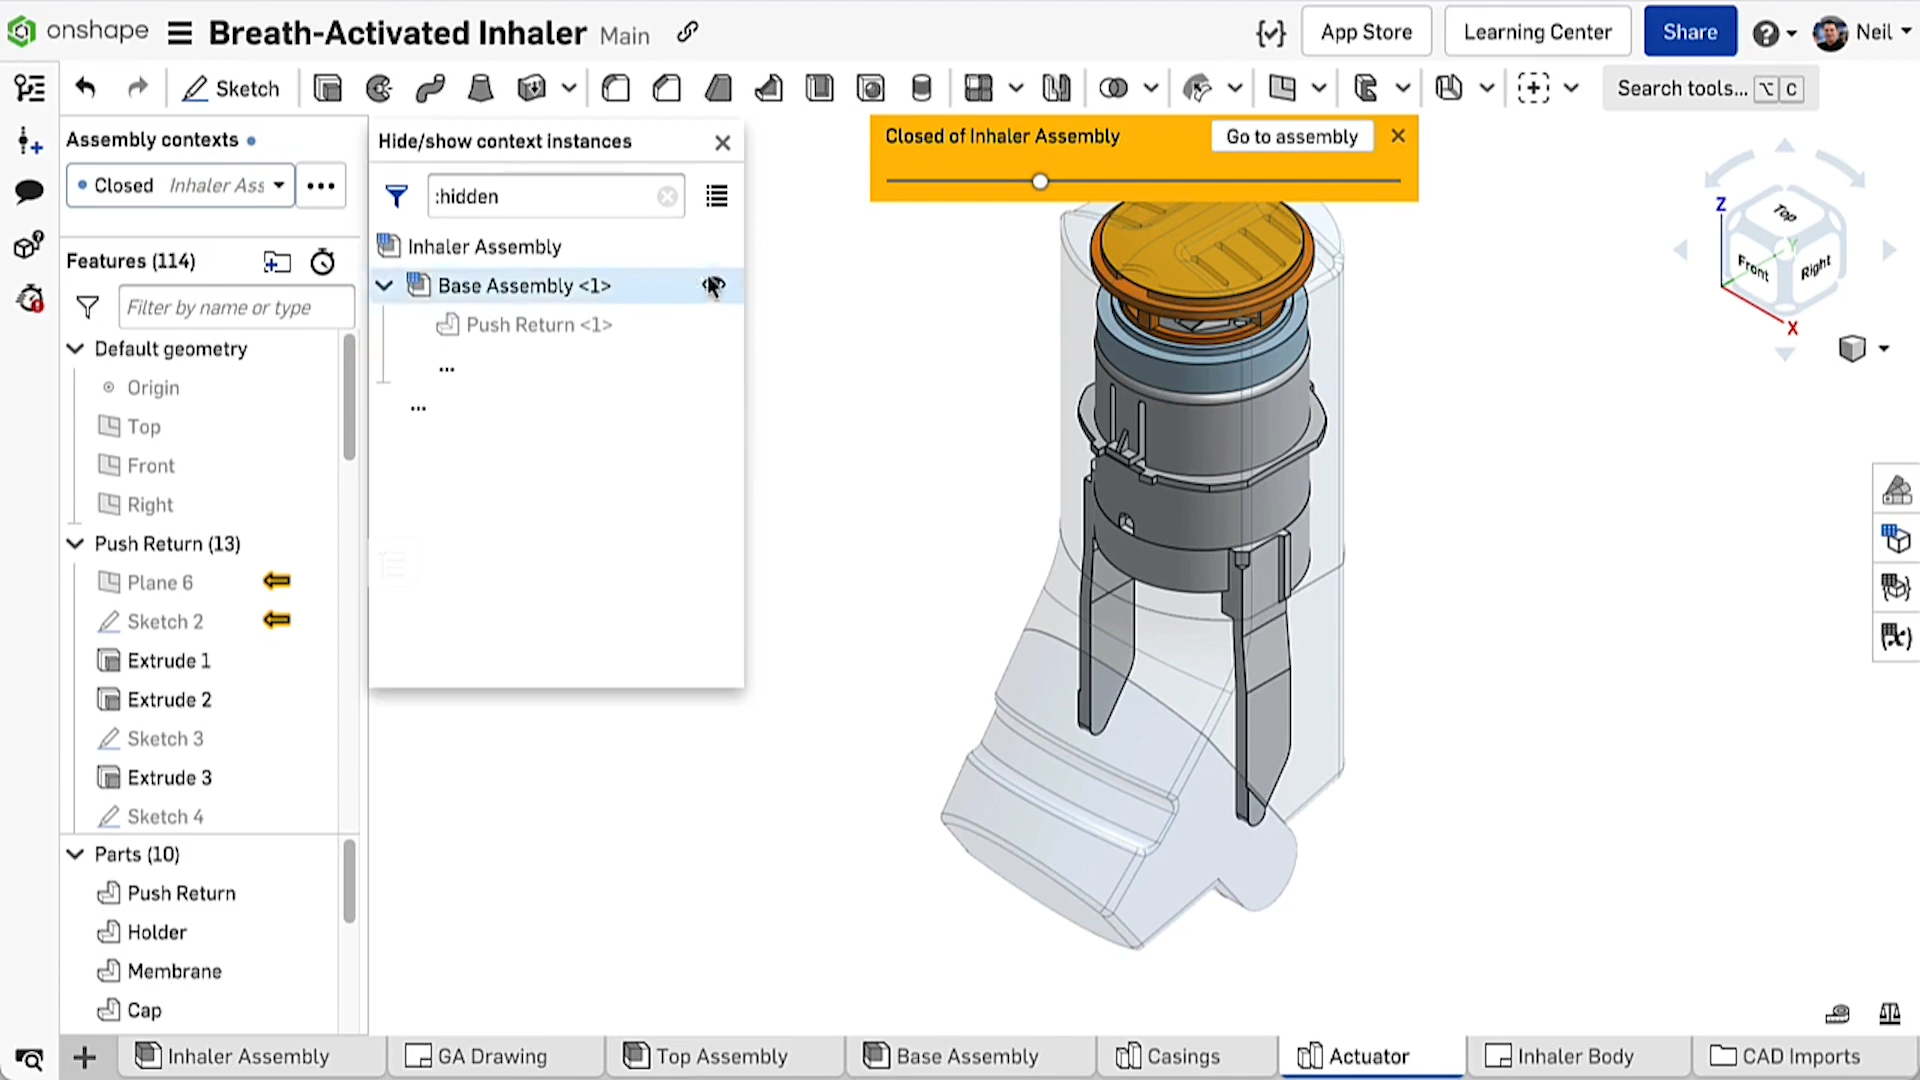 onshape
Breath-Activated Inhaler Main
App Store
Learning Center
Share
Neil
Sketch
Search tools... ⌥ C
Assembly contexts
Closed Inhaler Ass
Features (114)
Filter by name or type
Default geometry
Origin
Top
Front
Right
Push Return (13)
Plane 6
Sketch 2
Extrude 1
Extrude 2
Sketch 3
Extrude 3
Sketch 4
Parts (10)
Push Return
Holder
Membrane
Cap
Hide/show context instances
:hidden
Inhaler Assembly
Base Assembly <1>
Push Return <1>
...
...
Closed of Inhaler Assembly
Go to assembly
Z
Top
Y
Front
Right
X
Inhaler Assembly
GA Drawing
Top Assembly
Base Assembly
Casings
Actuator
Inhaler Body
CAD Imports